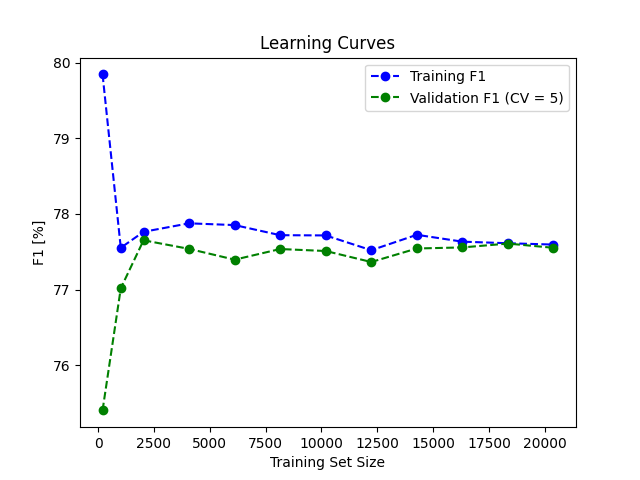 Learning Curves
Training F1
Validation F1 (CV = 5)
80
79
78
77
76
F1 [%]
0 2500 5000 7500 10000 12500 15000 17500 20000
Training Set Size